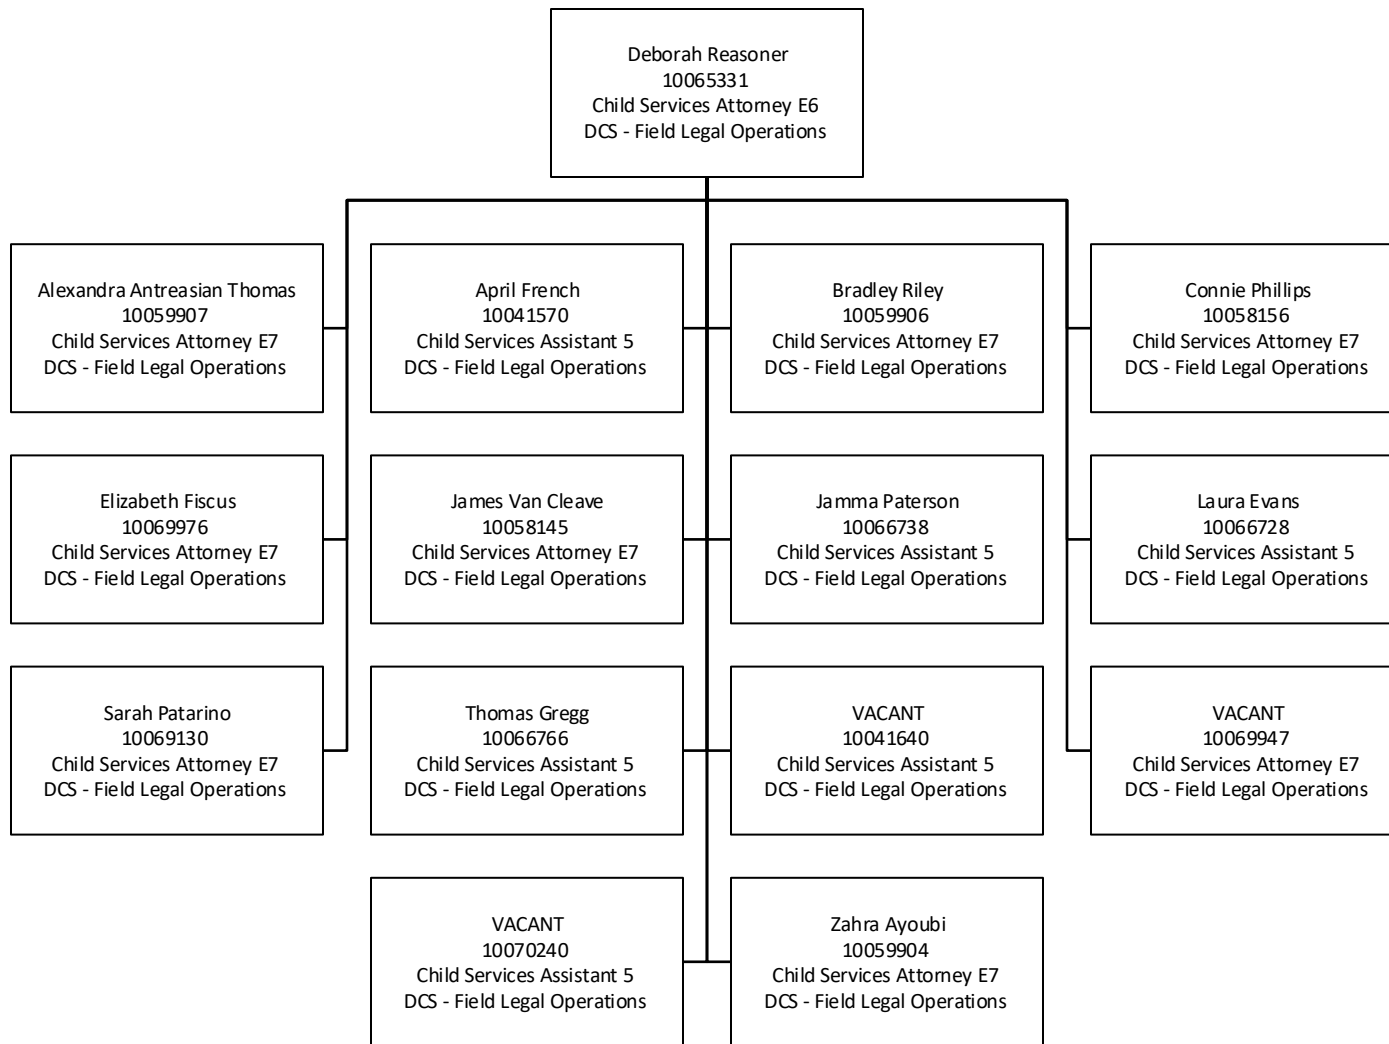 Deborah Reasoner
10065331
Child Services Attorney E6
DCS - Field Legal Operations
Alexandra Antreasian Thomas
10059907
Child Services Attorney E7
DCS - Field Legal Operations
April French
10041570
Child Services Assistant 5
DCS - Field Legal Operations
Bradley Riley
10059906
Child Services Attorney E7
DCS - Field Legal Operations
Connie Phillips
10058156
Child Services Attorney E7
DCS - Field Legal Operations
Elizabeth Fiscus
10069976
Child Services Attorney E7
DCS - Field Legal Operations
James Van Cleave
10058145
Child Services Attorney E7
DCS - Field Legal Operations
Jamma Paterson
10066738
Child Services Assistant 5
DCS - Field Legal Operations
Laura Evans
10066728
Child Services Assistant 5
DCS - Field Legal Operations
Sarah Patarino
10069130
Child Services Attorney E7
DCS - Field Legal Operations
Thomas Gregg
10066766
Child Services Assistant 5
DCS - Field Legal Operations
VACANT
10041640
Child Services Assistant 5
DCS - Field Legal Operations
VACANT
10069947
Child Services Attorney E7
DCS - Field Legal Operations
VACANT
10070240
Child Services Assistant 5
DCS - Field Legal Operations
Zahra Ayoubi
10059904
Child Services Attorney E7
DCS - Field Legal Operations